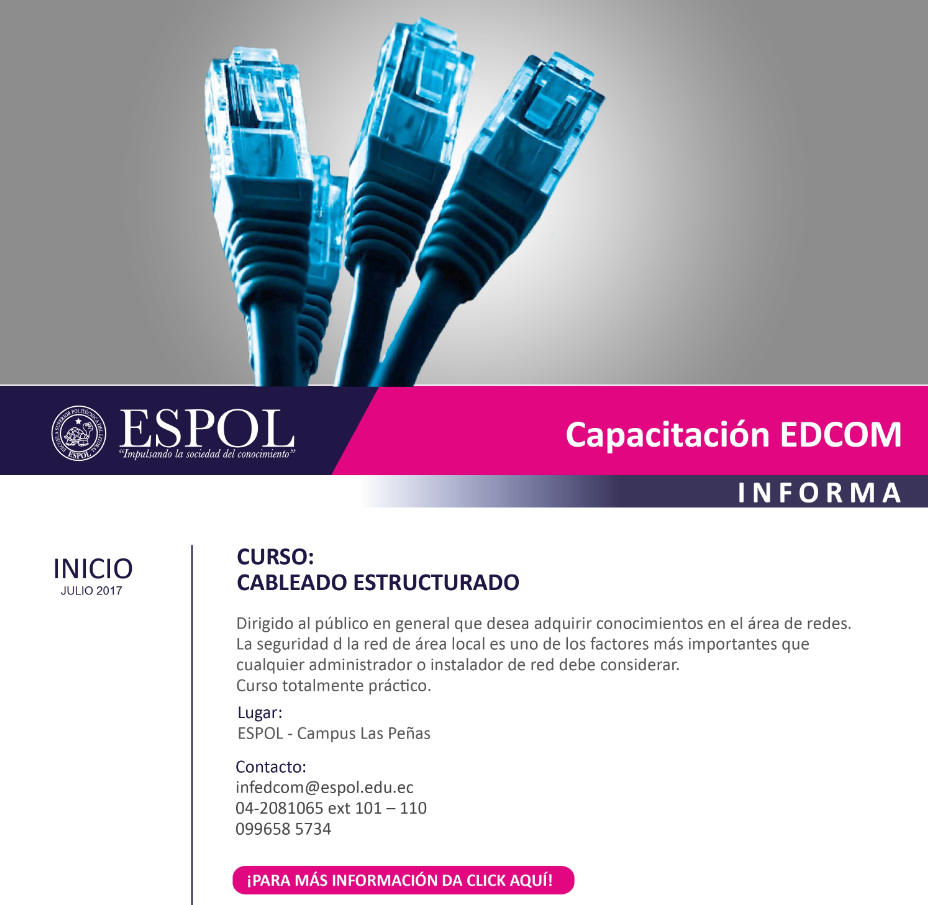 ESPOL
"Impulsando la sociedad del conocimiento"
Capacitación EDCOM
INFORMA
INICIO
JULIO 2017
CURSO:
CABLEADO ESTRUCTURADO
Dirigido al público en general que desea adquirir conocimientos en el área de redes.
La seguridad d la red de área local es uno de los factores más importantes que
cualquier administrador o instalador de red debe considerar.
Curso totalmente práctico.
Lugar:
ESPOL - Campus Las Peñas
Contacto:
infedcom@espol.edu.ec
04-2081065 ext 101 – 110
099658 5734
¡PARA MÁS INFORMACIÓN DA CLICK AQUÍ!